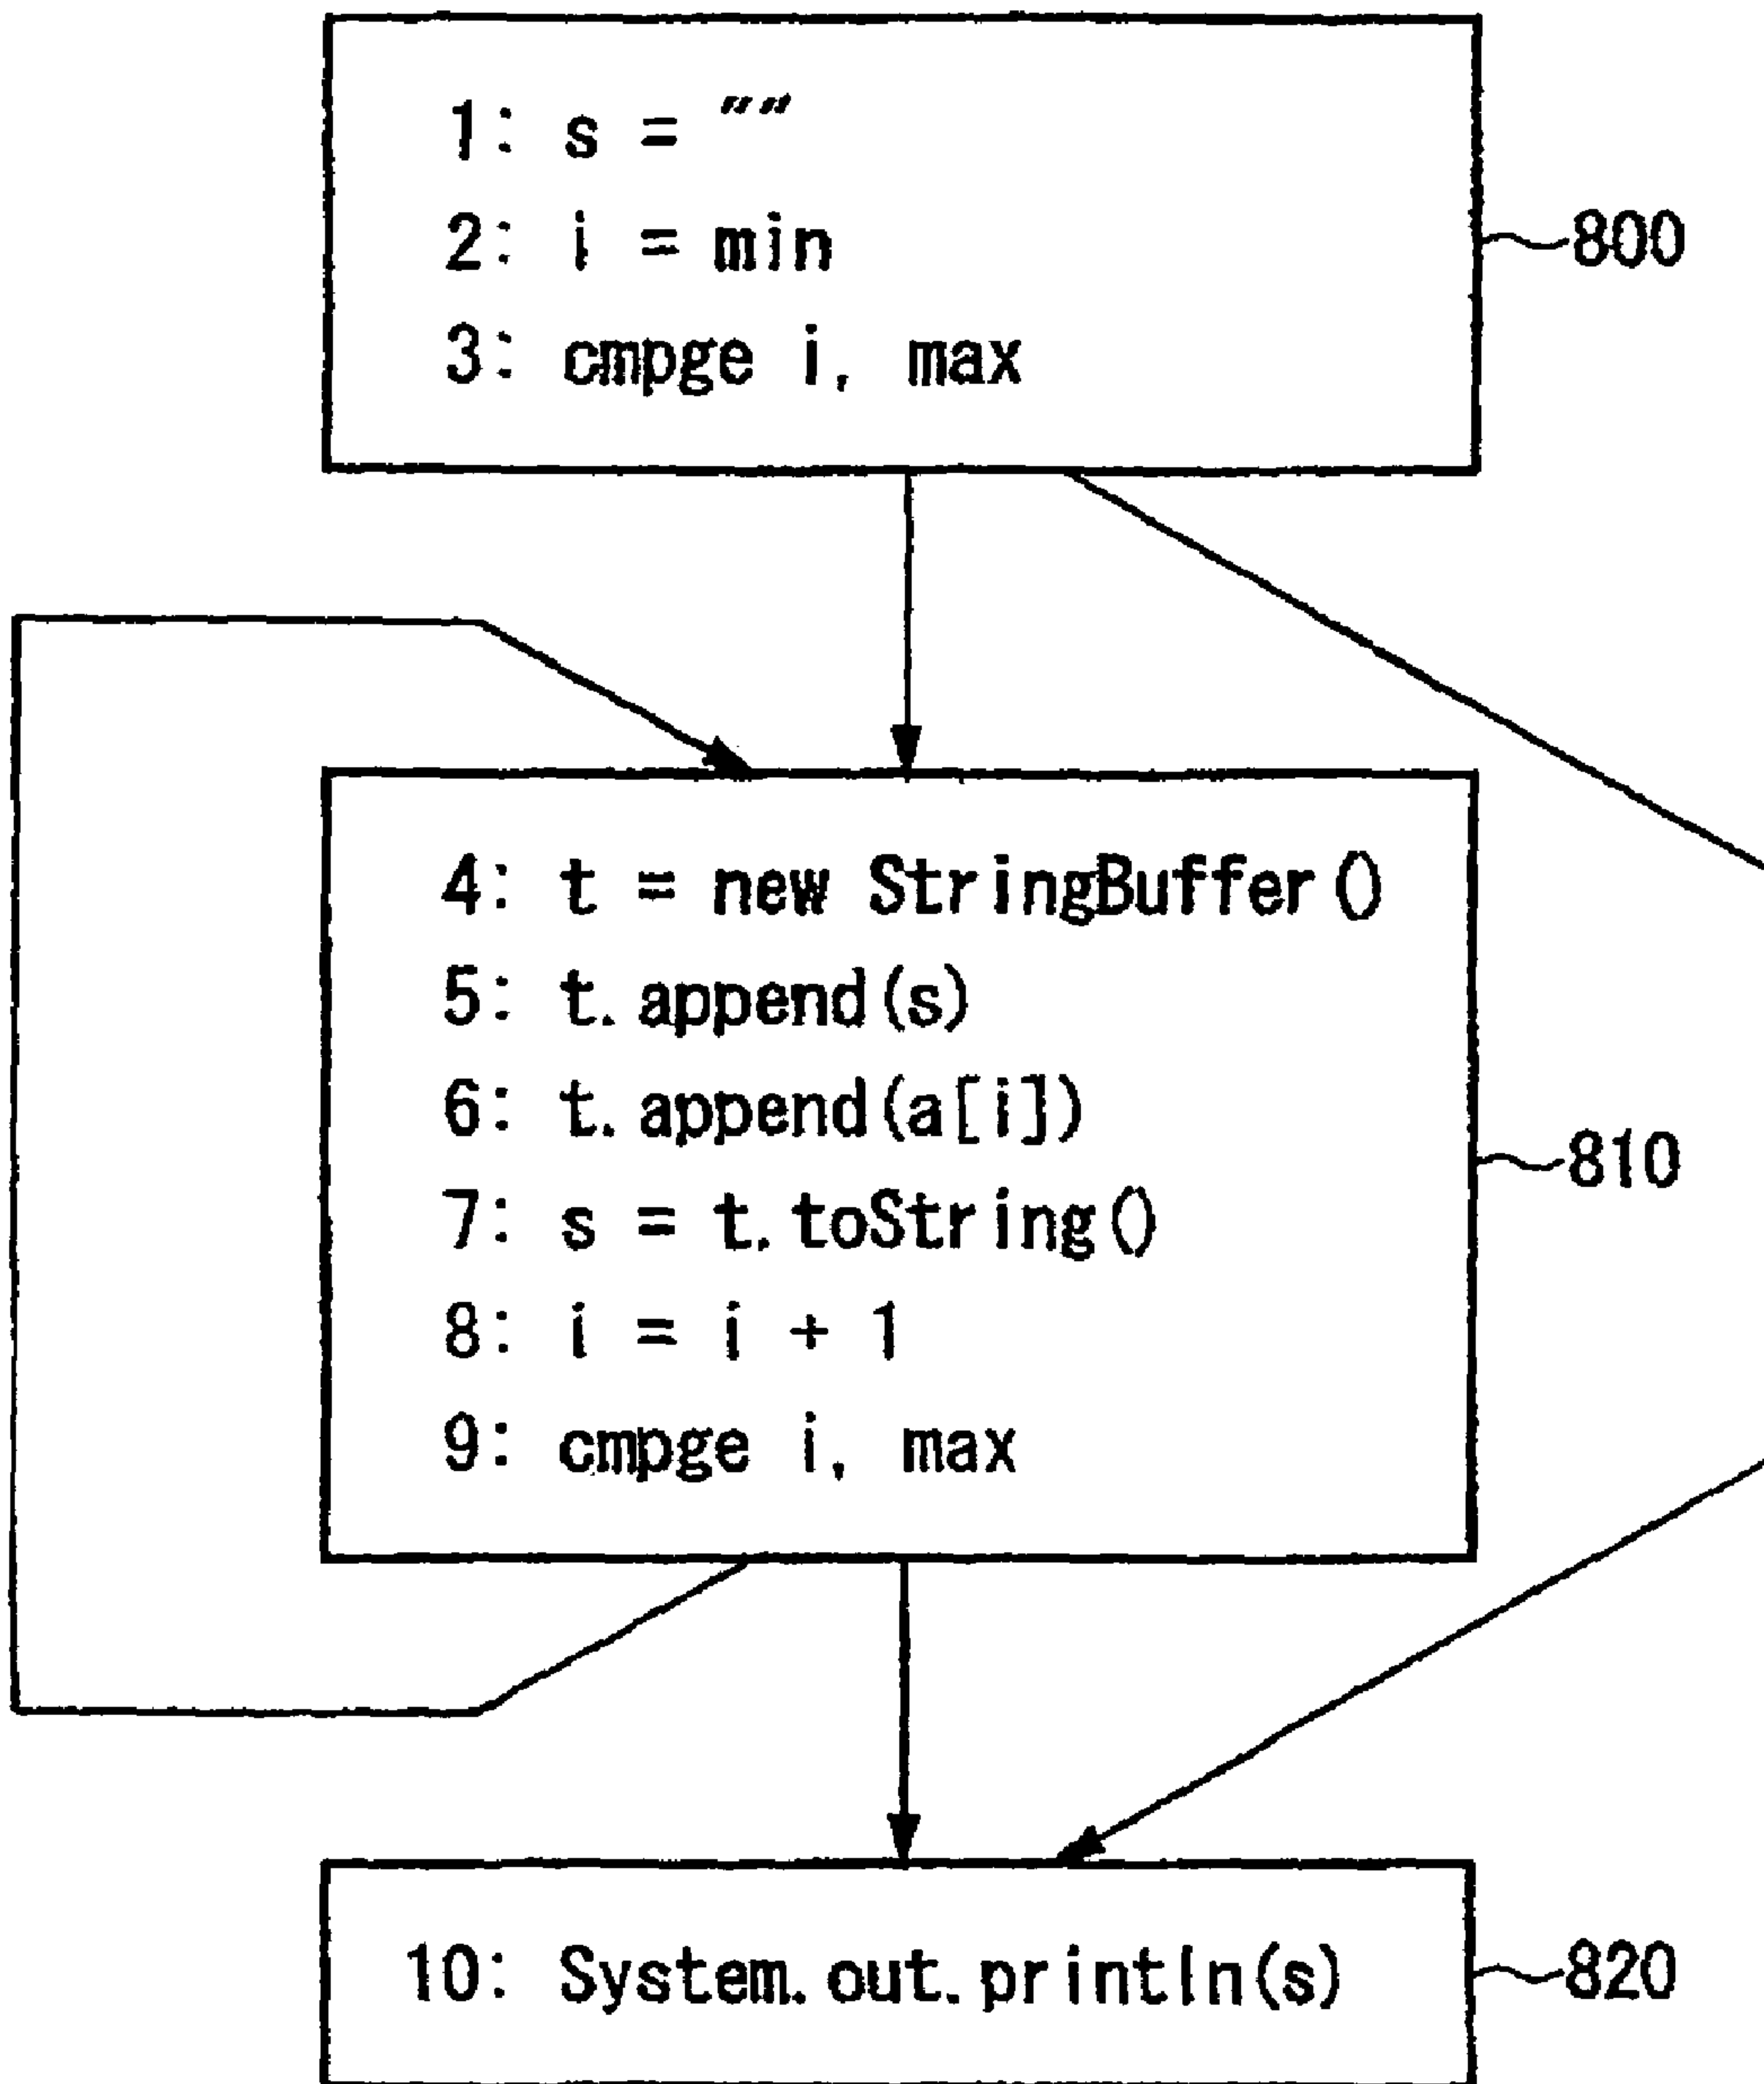 1: s = ""
2: i = min
3: cmpge i, max
800
4: t = new StringBuffer()
5: t.append(s)
6: t.append(a[i])
7: s = t.toString()
8: i = i + 1
9: cmpge i, max
810
10: System.out.println(s)
820